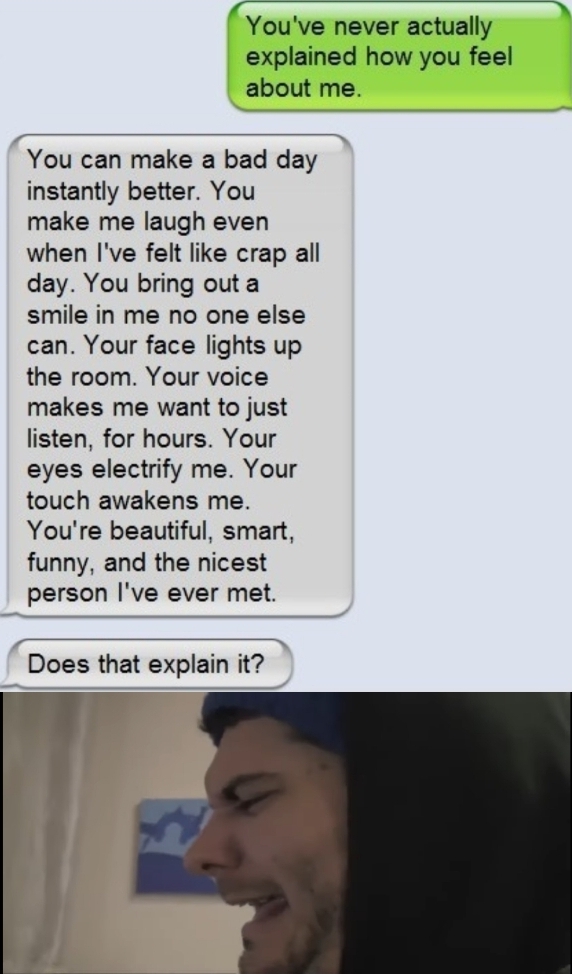 You've never actually
explained how you feel
about me.
You can make a bad day
instantly better. You
make me laugh even
when I've felt like crap all
day. You bring out a
smile in me no one else
can. Your face lights up
the room. Your voice
makes me want to just
listen, for hours. Your
eyes electrify me. Your
touch awakens me.
You're beautiful, smart,
funny, and the nicest
person I've ever met.
Does that explain it?